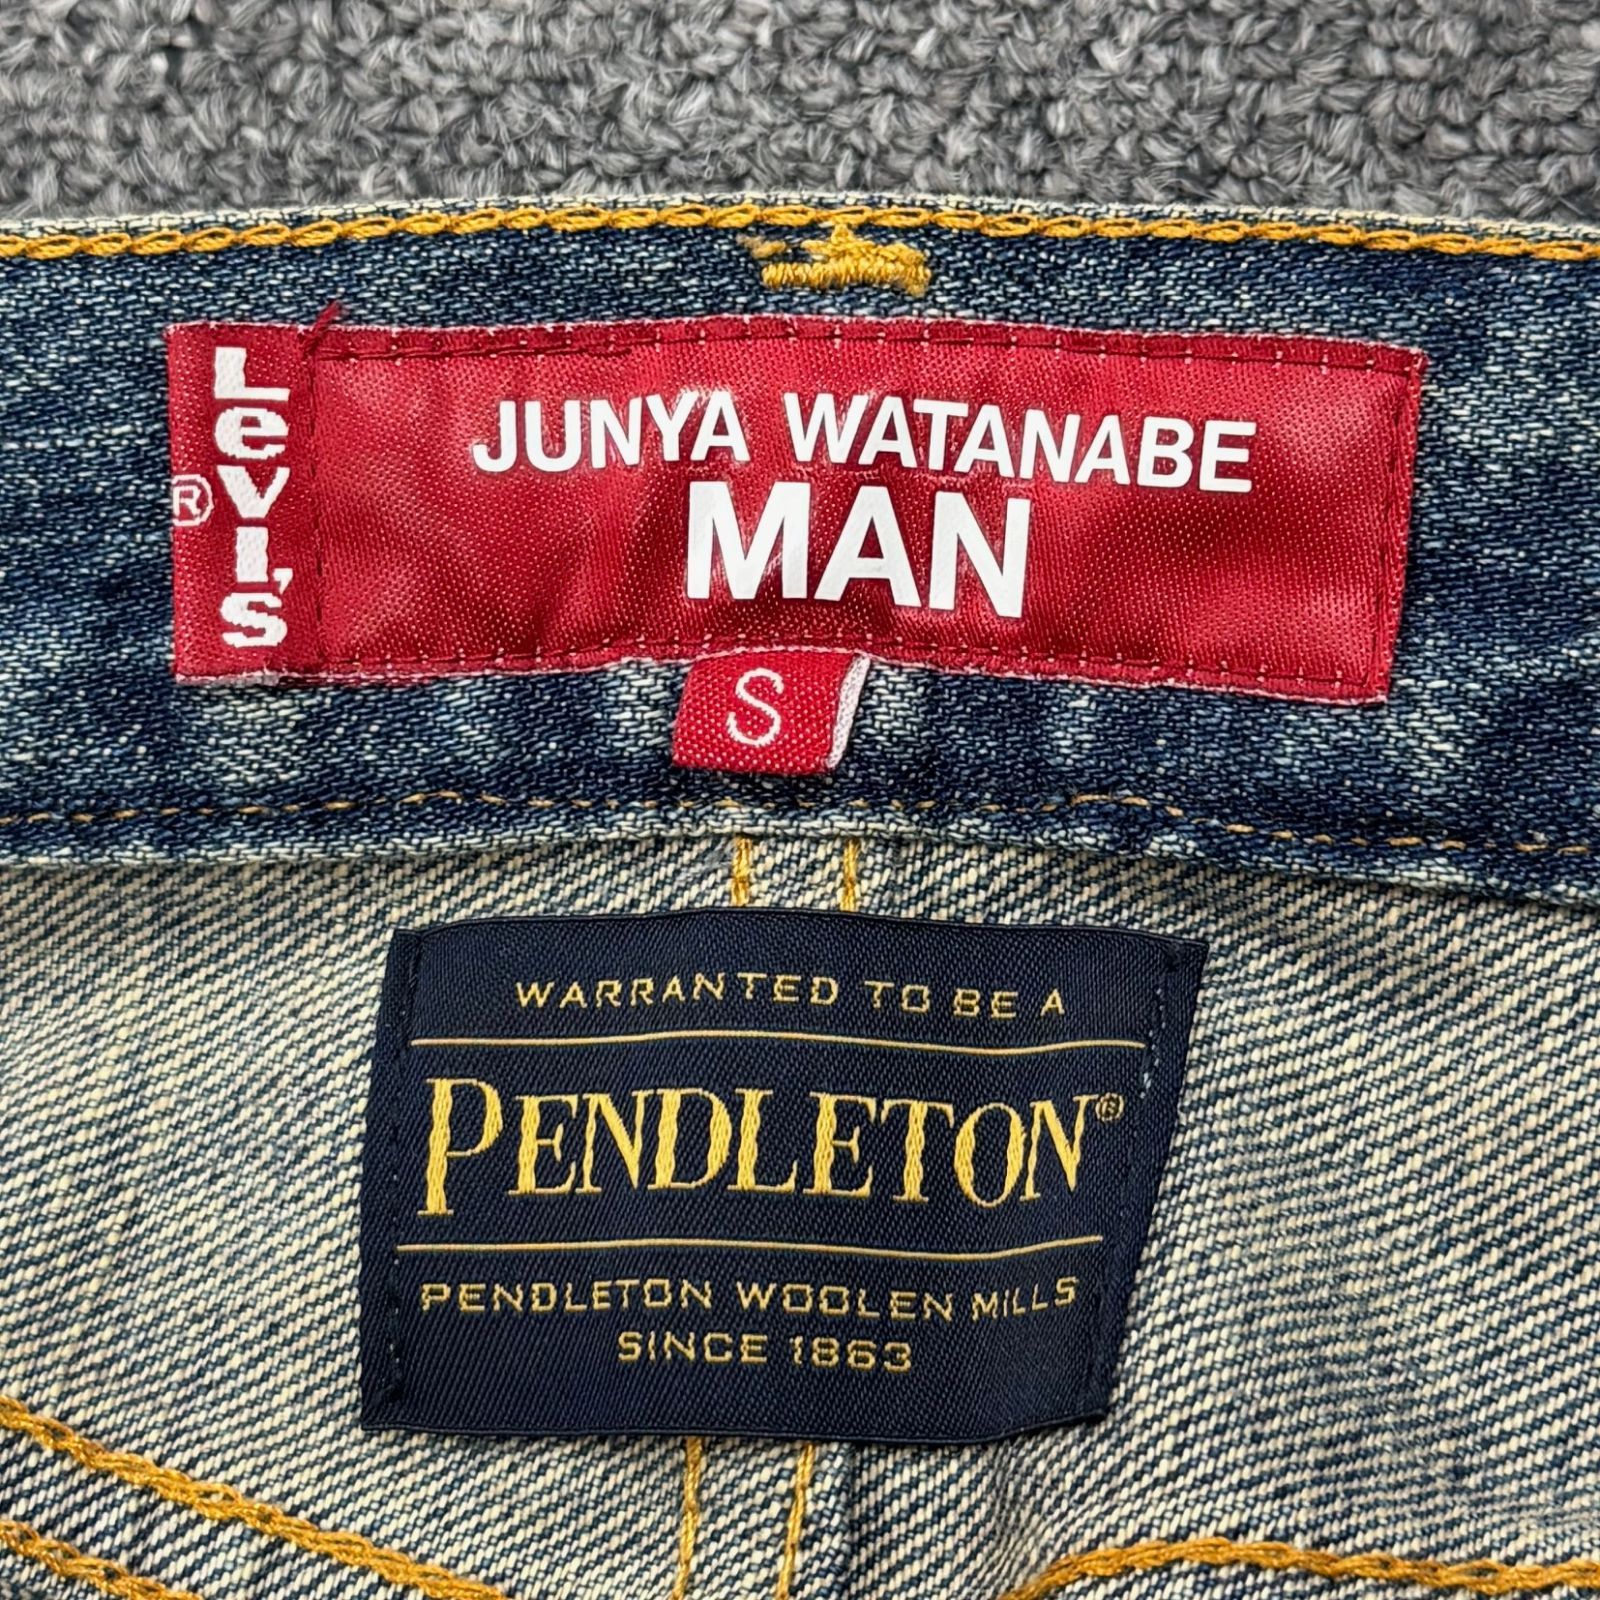 Levi's
®
JUNYA WATANABE
MAN
S
WARRANTED TO BE A
PENDLETON®
PENDLETON WOOLEN MILLS
SINCE 1863